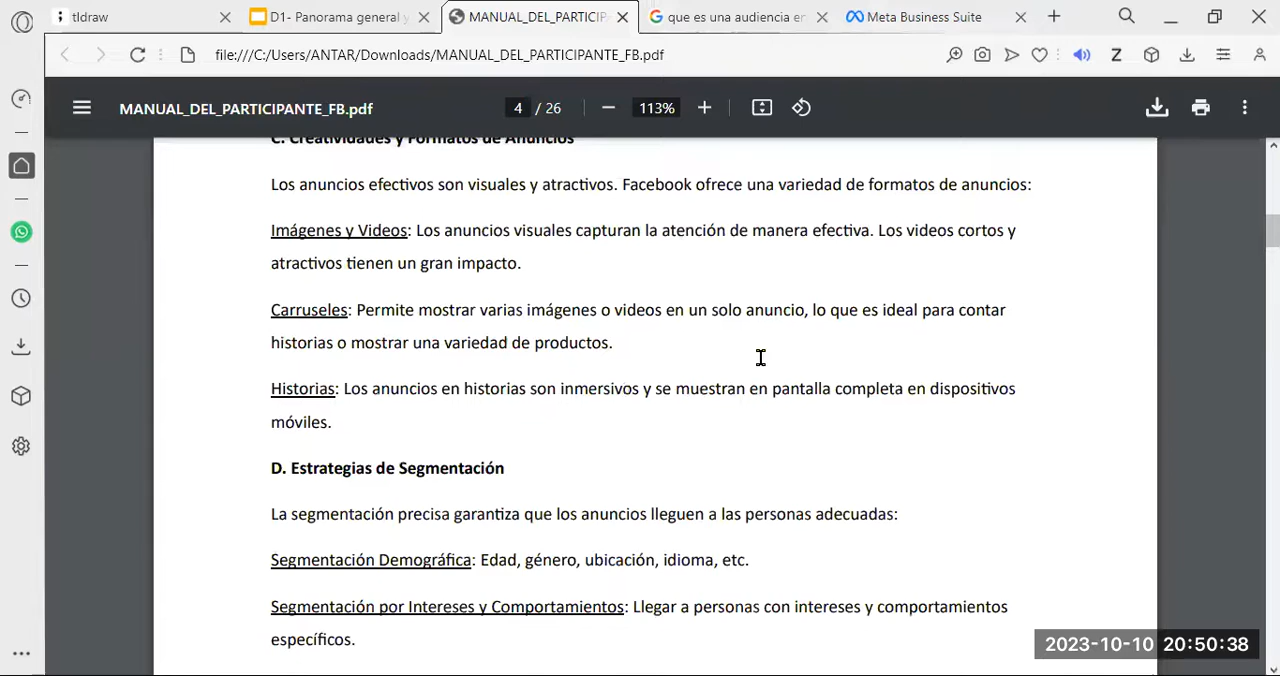 tldraw
D1- Panorama general y
MANUAL_DEL_PARTICIP
que es una audiencia en
Meta Business Suite
file:///C:/Users/ANTAR/Downloads/MANUAL_DEL_PARTICIPANTE_FB.pdf
Z
MANUAL_DEL_PARTICIPANTE_FB.pdf
4 / 26
113%
C. Creatividades y Formatos de Anuncios
Los anuncios efectivos son visuales y atractivos. Facebook ofrece una variedad de formatos de anuncios:
Imágenes y Videos: Los anuncios visuales capturan la atención de manera efectiva. Los videos cortos y
atractivos tienen un gran impacto.
Carruseles: Permite mostrar varias imágenes o videos en un solo anuncio, lo que es ideal para contar
historias o mostrar una variedad de productos.
Historias: Los anuncios en historias son inmersivos y se muestran en pantalla completa en dispositivos
móviles.
D. Estrategias de Segmentación
La segmentación precisa garantiza que los anuncios lleguen a las personas adecuadas:
Segmentación Demográfica: Edad, género, ubicación, idioma, etc.
Segmentación por Intereses y Comportamientos: Llegar a personas con intereses y comportamientos
específicos.
2023-10-10 20:50:38